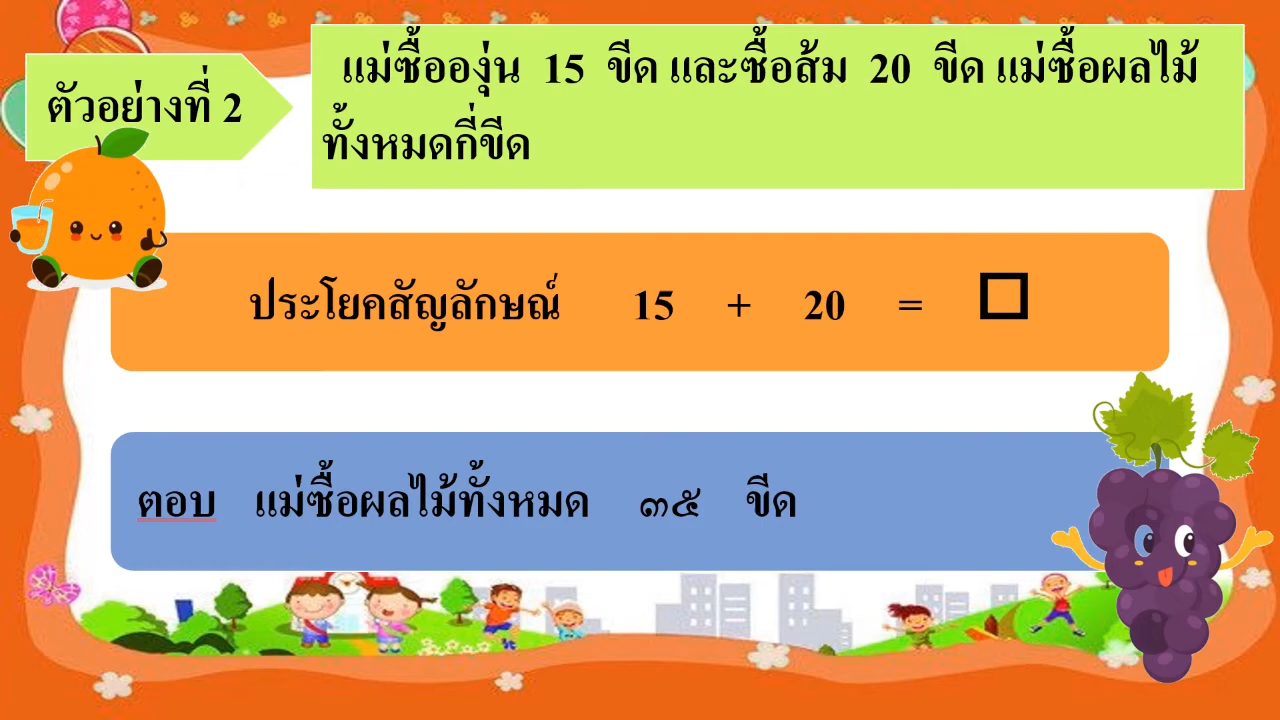 ตัวอย่างที่ 2
แม่ซื้อองุ่น 15 ขีด และซื้อส้ม 20 ขีด แม่ซื้อผลไม้
ทั้งหมดกี่ขีด
ประโยคสัญลักษณ์ 15 + 20 = □
ตอบ แม่ซื้อผลไม้ทั้งหมด ๓๕ ขีด